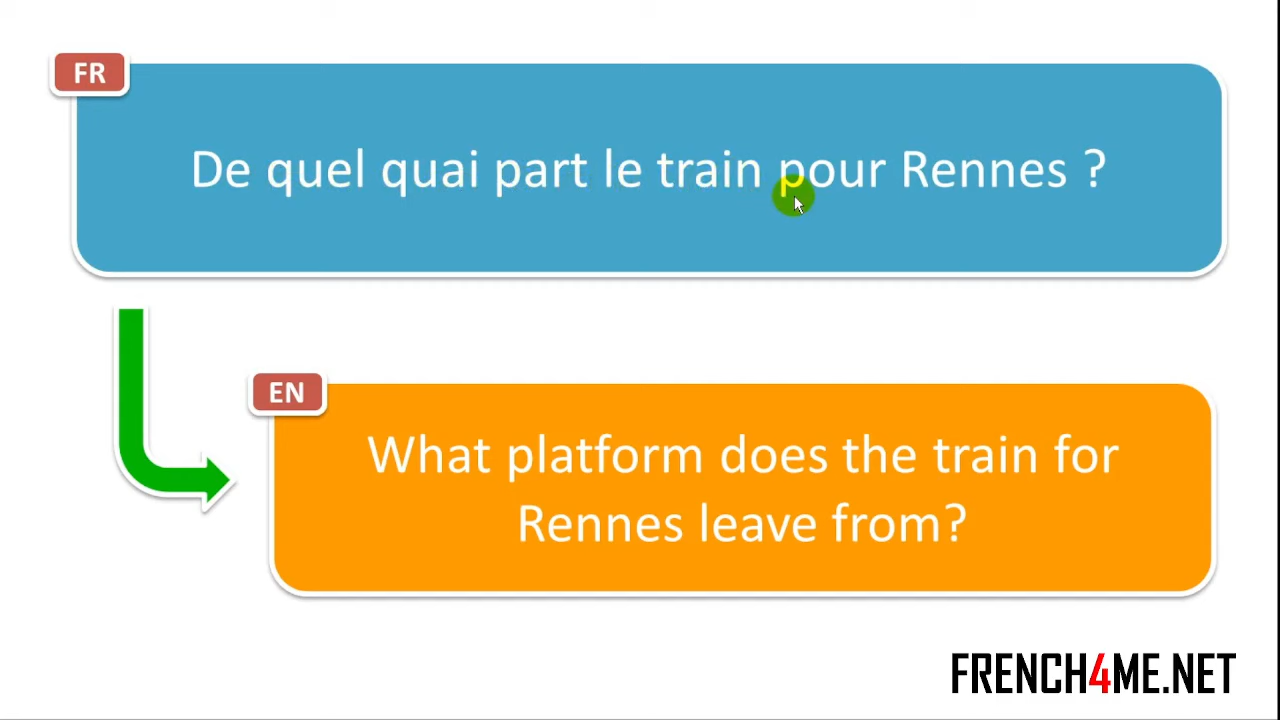 FR
De quel quai part le train pour Rennes ?
EN
What platform does the train for
Rennes leave from?
FRENCH4ME.NET